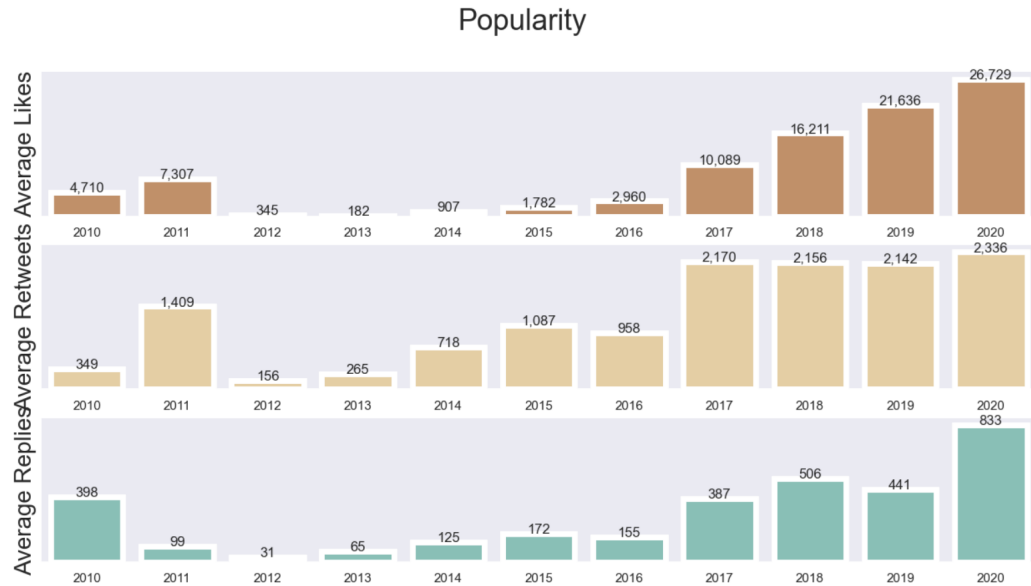 Popularity
Average Likes
4,710 7,307 345 182 907 1,782 2,960 10,089 16,211 21,636 26,729
2010 2011 2012 2013 2014 2015 2016 2017 2018 2019 2020
Average Retweets
349 1,409 156 265 718 1,087 958 2,170 2,156 2,142 2,336
2010 2011 2012 2013 2014 2015 2016 2017 2018 2019 2020
Average Replies
398 99 31 65 125 172 155 387 506 441 833
2010 2011 2012 2013 2014 2015 2016 2017 2018 2019 2020